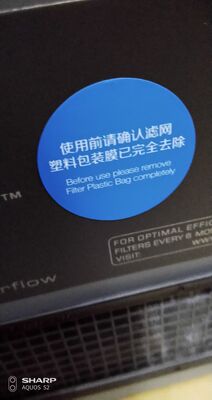 使用前请确认滤网
塑料包装膜已完全去除
Before use please remove
Filter Plastic Bag completely
TM
FOR OPTIMAL EFFIC
FILTERS EVERY 6 MO
VISIT:
WW
rflow
SHARP
AQUOS S2